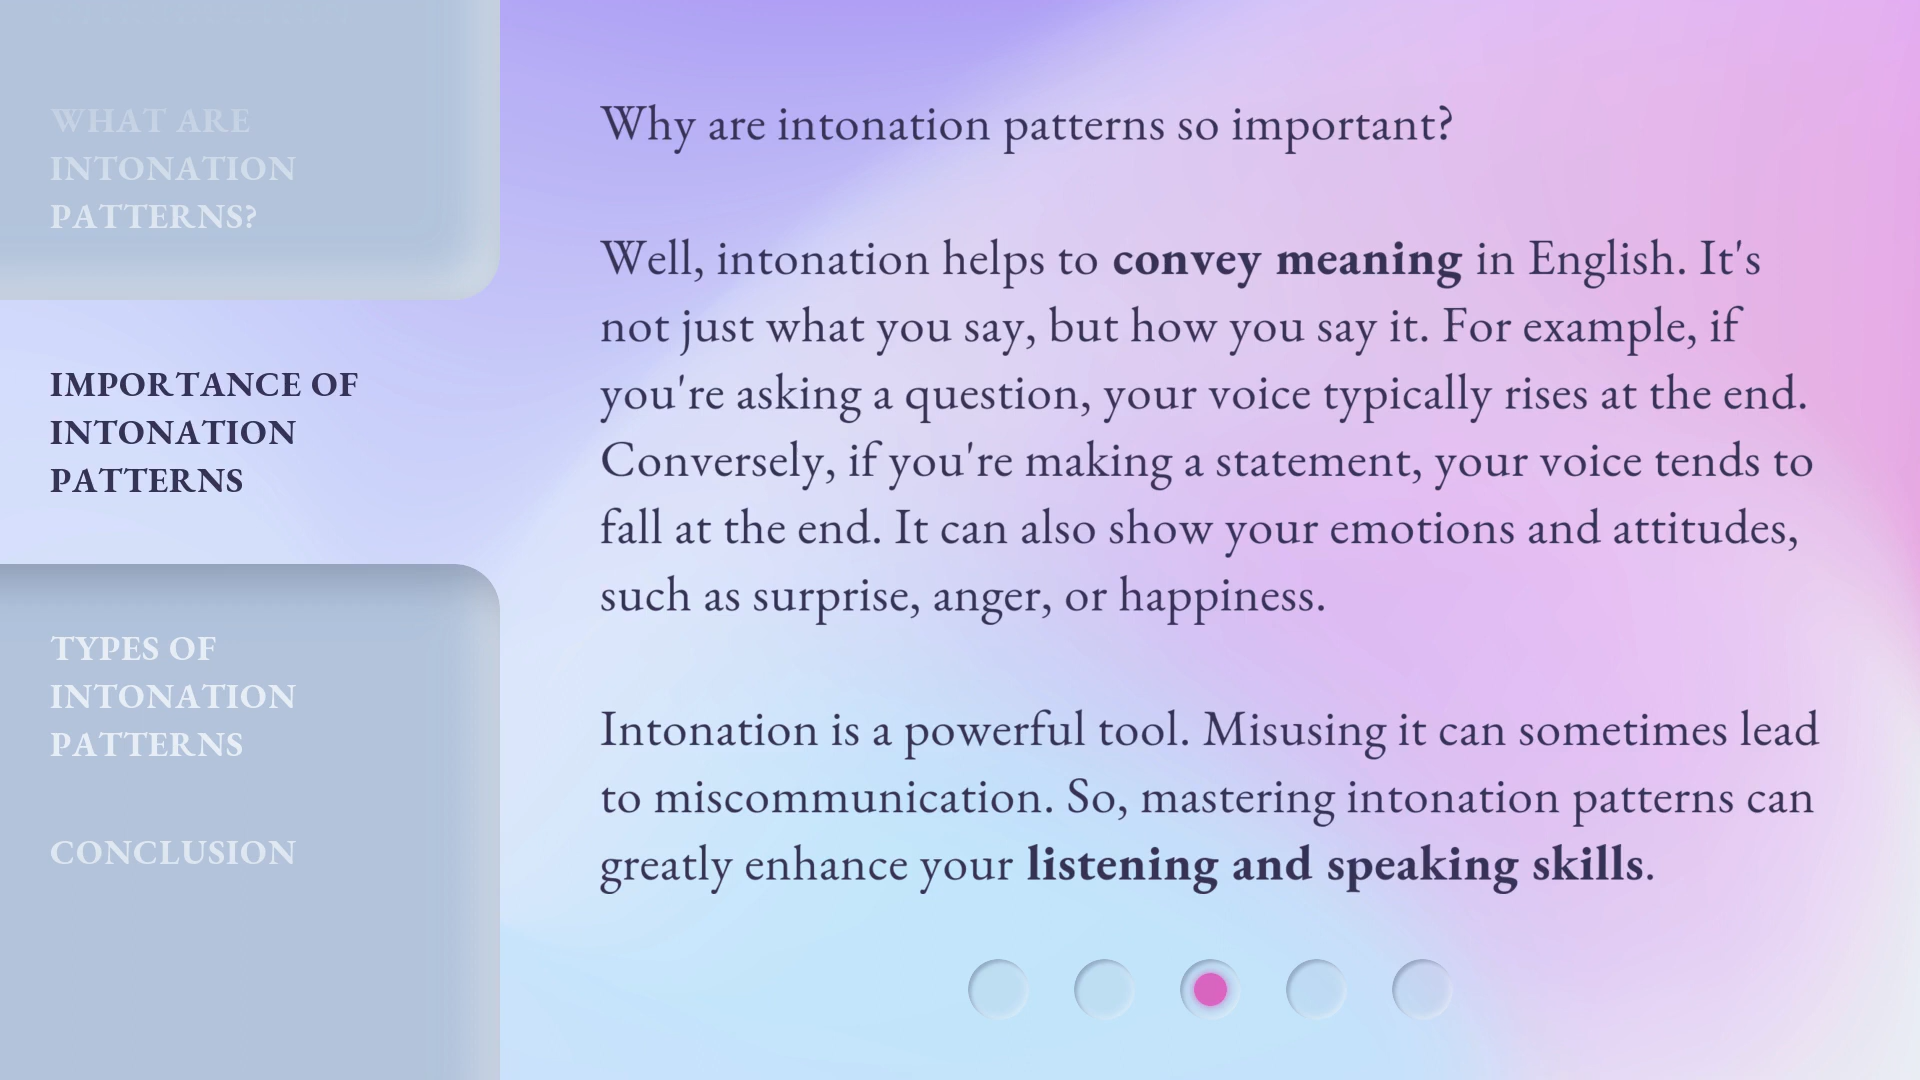 WHAT ARE
INTONATION
PATTERNS?
IMPORTANCE OF
INTONATION
PATTERNS
TYPES OF
INTONATION
PATTERNS
CONCLUSION
Why are intonation patterns so important?
Well, intonation helps to convey meaning in English. It's
not just what you say, but how you say it. For example, if
you're asking a question, your voice typically rises at the end.
Conversely, if you're making a statement, your voice tends to
fall at the end. It can also show your emotions and attitudes,
such as surprise, anger, or happiness.
Intonation is a powerful tool. Misusing it can sometimes lead
to miscommunication. So, mastering intonation patterns can
greatly enhance your listening and speaking skills.